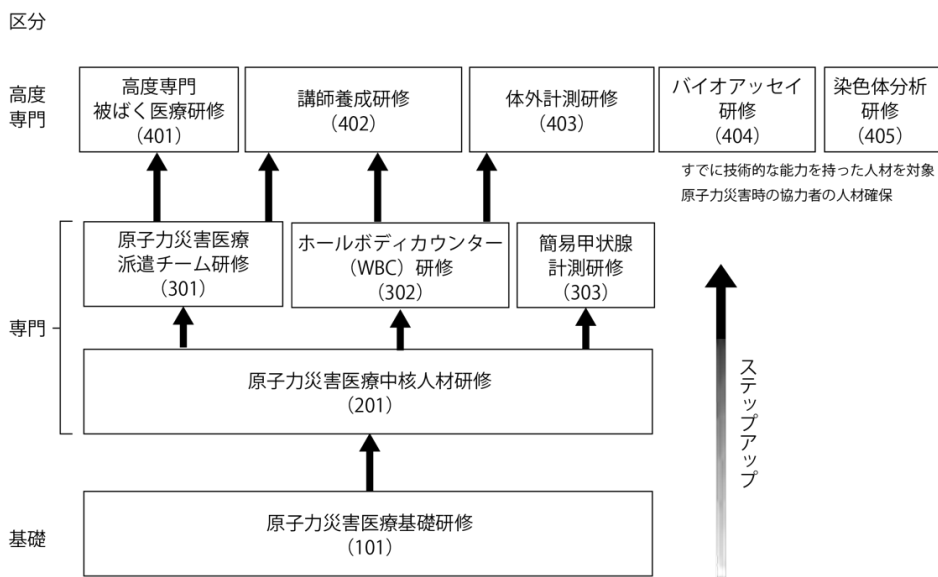 区分
高度
専門
高度専門
被ばく医療研修
(401)
講師養成研修
(402)
体外計測研修
(403)
バイオアッセイ
研修
(404)
染色体分析
研修
(405)
すでに技術的な能力を持った人材を対象
原子力災害時の協力者の人材確保
専門
原子力災害医療
派遣チーム研修
(301)
ホールボディカウンター
（WBC）研修
(302)
簡易甲状腺
計測研修
(303)
原子力災害医療中核人材研修
(201)
ステップアップ
基礎
原子力災害医療基礎研修
(101)